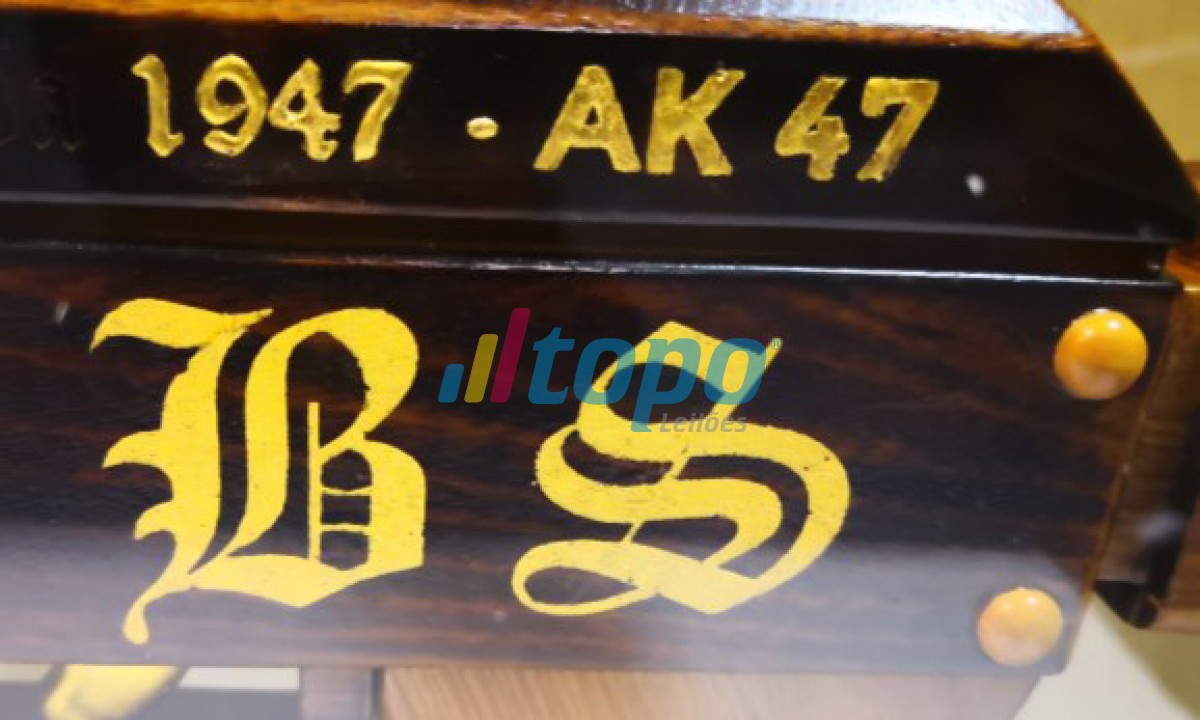 1947 · AK 47
BS
topo
Leilões